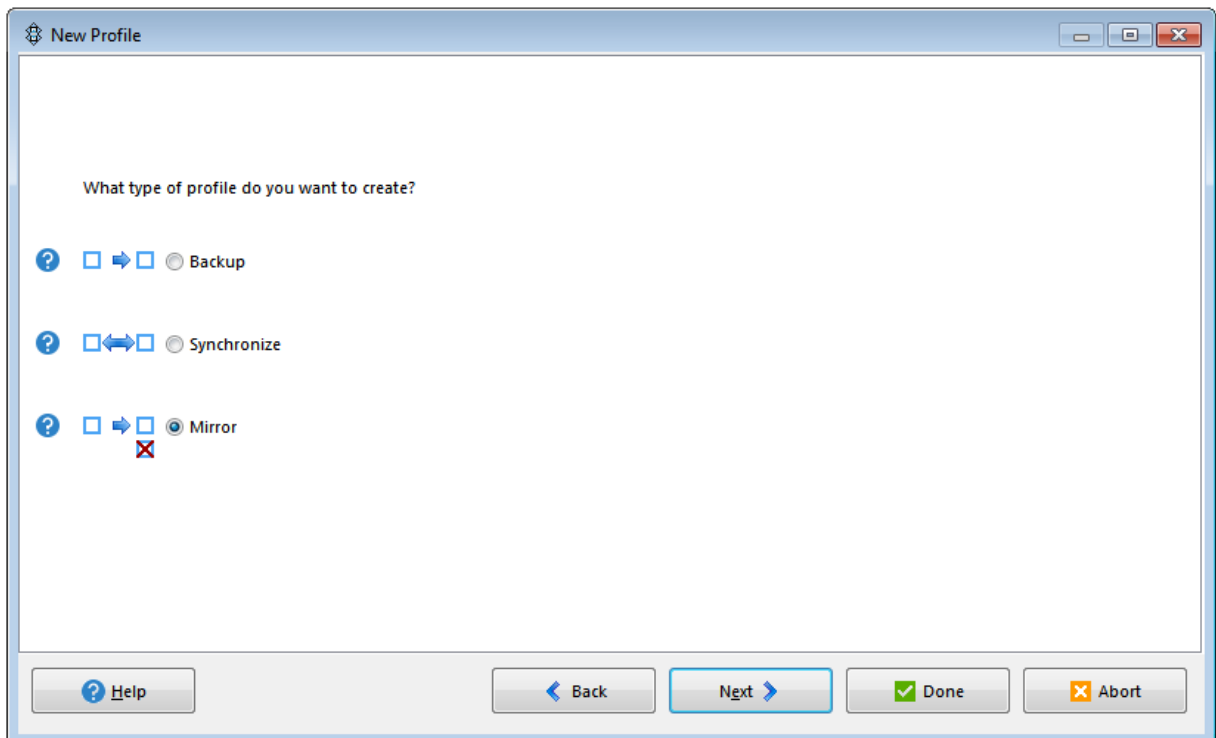 New Profile
What type of profile do you want to create?
Backup
Synchronize
Mirror
Help
Back
Next
Done
Abort